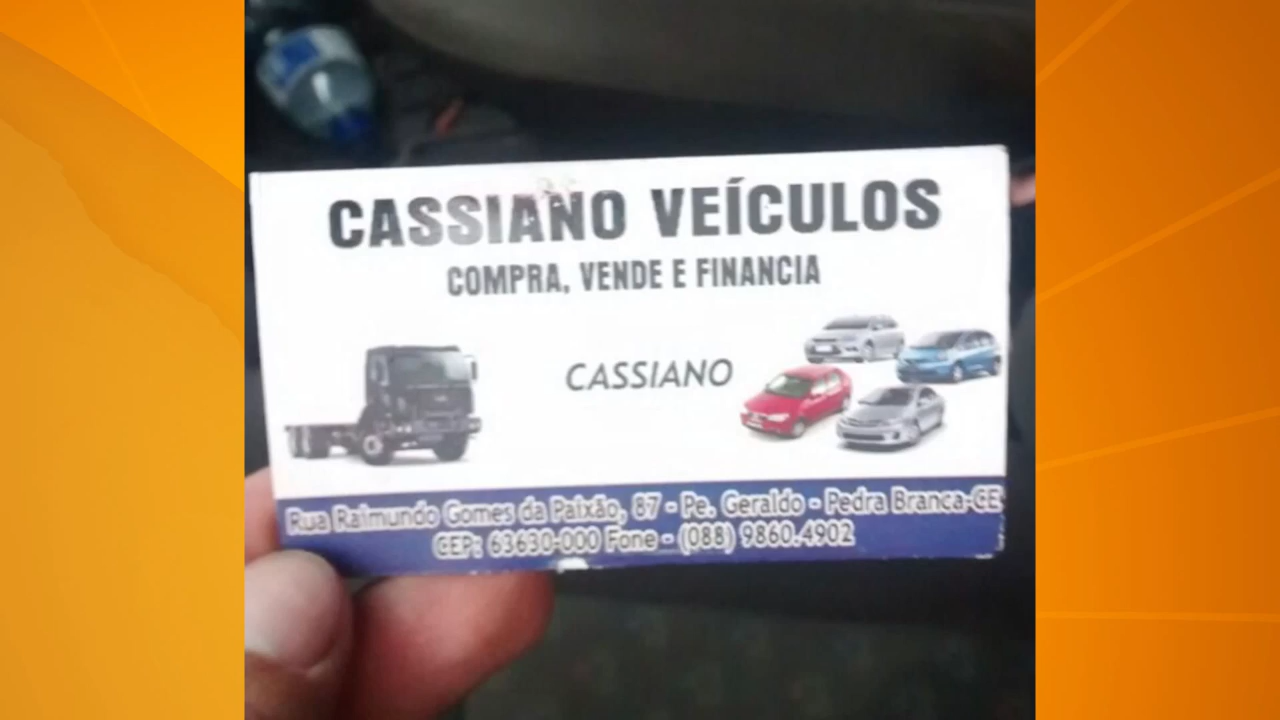 CASSIANO VEÍCULOS
COMPRA, VENDE E FINANCIA
CASSIANO
Rua Raimundo Gomes da Paixão, 87 - Pe. Geraldo - Pedra Branca-CE
CEP: 63630-000 Fone - (088) 9860.4902